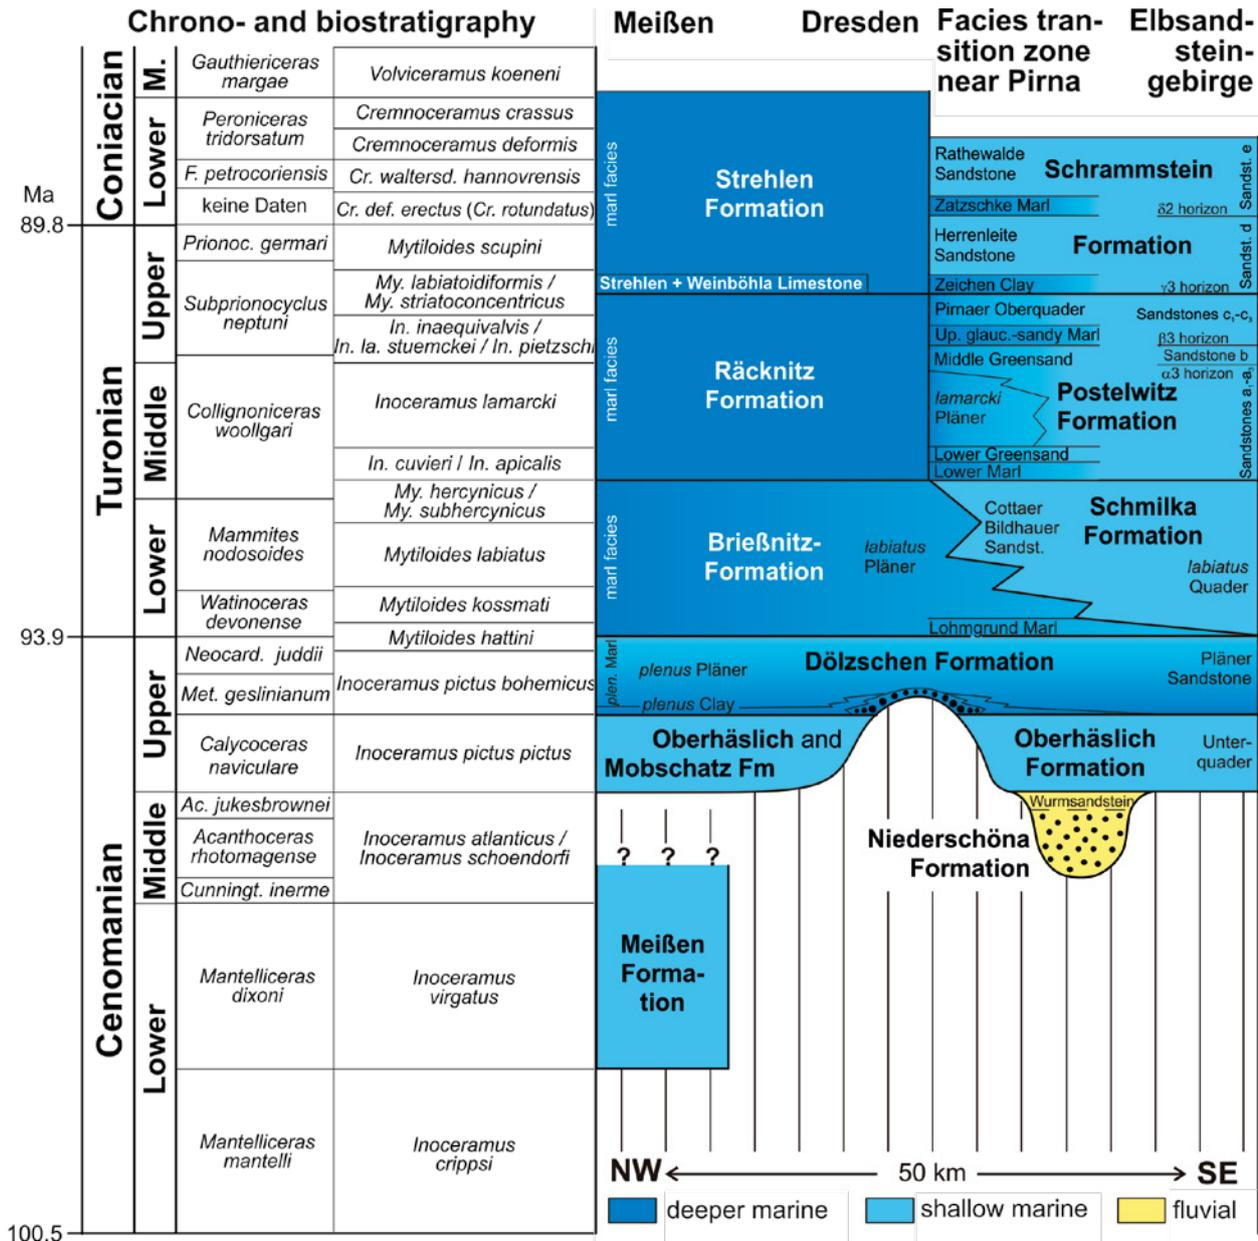 Chrono- and biostratigraphy
Meißen
Dresden
Facies tran-
sition zone
near Pirna
Elbsand-
stein-
gebirge
Ma
89.8
93.9
100.5
Coniacian
Turonian
Cenomanian
M.
Lower
Upper
Middle
Lower
Upper
Middle
Lower
Gauthiericeras
margae
Peroniceras
tridorsatum
F. petrocoriensis
keine Daten
Prionoc. germari
Subprionocyclus
neptuni
Collignoniceras
woollgari
Mammites
nodosoides
Watinoceras
devonense
Neocard. juddii
Met. geslinianum
Calycoceras
naviculare
Ac. jukesbrownei
Acanthoceras
rhotomagense
Cunningt. inerme
Mantelliceras
dixoni
Mantelliceras
mantelli
Volviceramus koeneni
Cremnoceramus crassus
Cremnoceramus deformis
Cr. waltersd. hannovrensis
Cr. def. erectus (Cr. rotundatus)
Mytiloides scupini
My. labiatoidiformis /
My. striatoconcentricus
In. inaequivalvis /
In. la. stuemckei / In. pietzschi
Inoceramus lamarcki
In. cuvieri / In. apicalis
My. hercynicus /
My. subhercynicus
Mytiloides labiatus
Mytiloides kossmati
Mytiloides hattini
Inoceramus pictus bohemicus
Inoceramus pictus pictus
Inoceramus atlanticus /
Inoceramus schoendorfi
Inoceramus
virgatus
Inoceramus
crippsi
marl facies
Strehlen
Formation
Strehlen + Weinböhla Limestone
marl facies
Räcknitz
Formation
marl facies
Brießnitz-
Formation
labiatus
Pläner
Rathewalde
Sandstone
Schrammstein
Sandst. e
Zatzschke Marl
δ2 horizon
Herrenleite
Sandstone
Formation
Sandst. d
Zeichen Clay
γ3 horizon
Pirnaer Oberquader
Sandstones c₁-c₃
Up. glauc.-sandy Marl
β3 horizon
Middle Greensand
Sandstone b
α3 horizon
lamarcki
Pläner
Postelwitz
Formation
Sandstones a₁-a₃
Lower Greensand
Lower Marl
Cottaer
Bildhauer
Sandst.
Schmilka
Formation
labiatus
Quader
Lohmgrund Marl
plen. Marl
plenus Pläner
Dölzschen Formation
Pläner
Sandstone
plenus Clay
Oberhäslich and
Mobschatz Fm
Oberhäslich
Formation
Unter-
quader
Wurmsandstein
Niederschöna
Formation
? ? ?
Meißen
Forma-
tion
NW
50 km
SE
deeper marine
shallow marine
fluvial